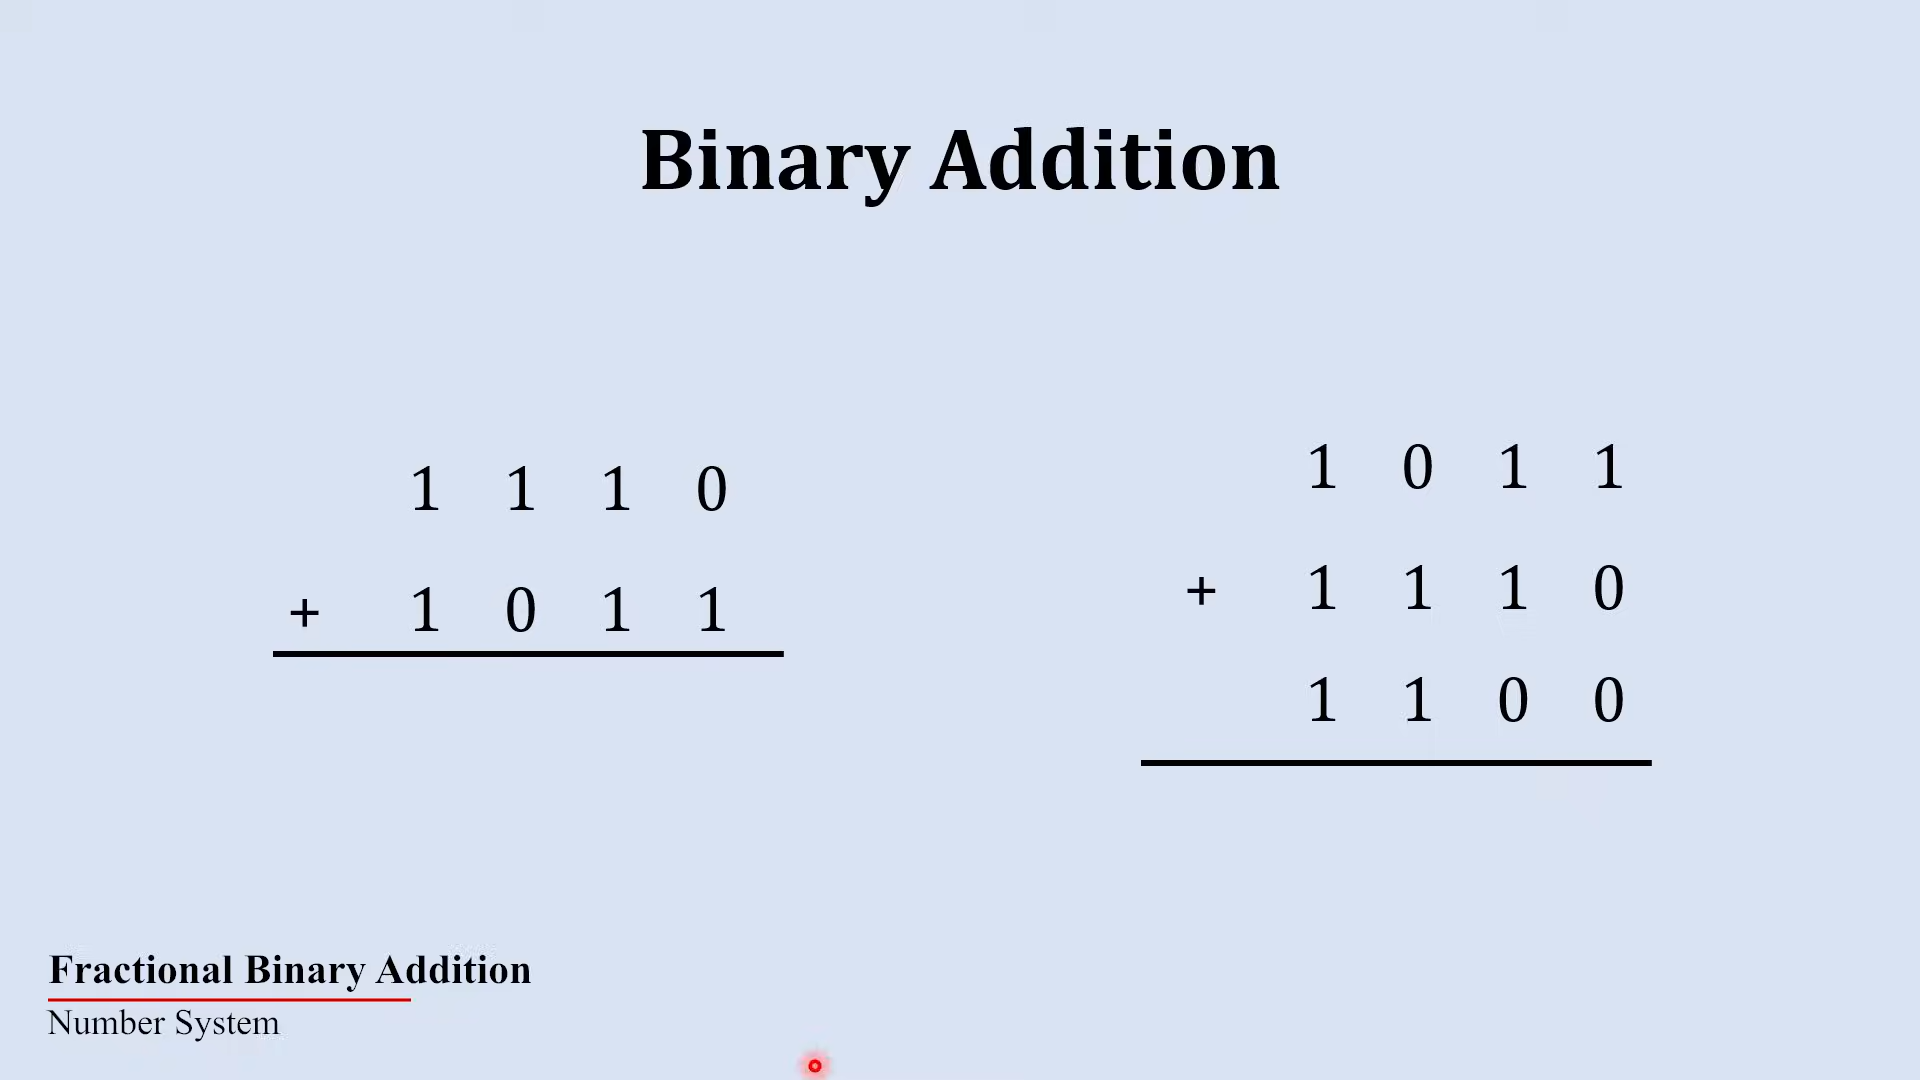 Binary Addition
1 1 1 0
+ 1 0 1 1
1 0 1 1
+ 1 1 1 0
1 1 0 0
Fractional Binary Addition
Number System